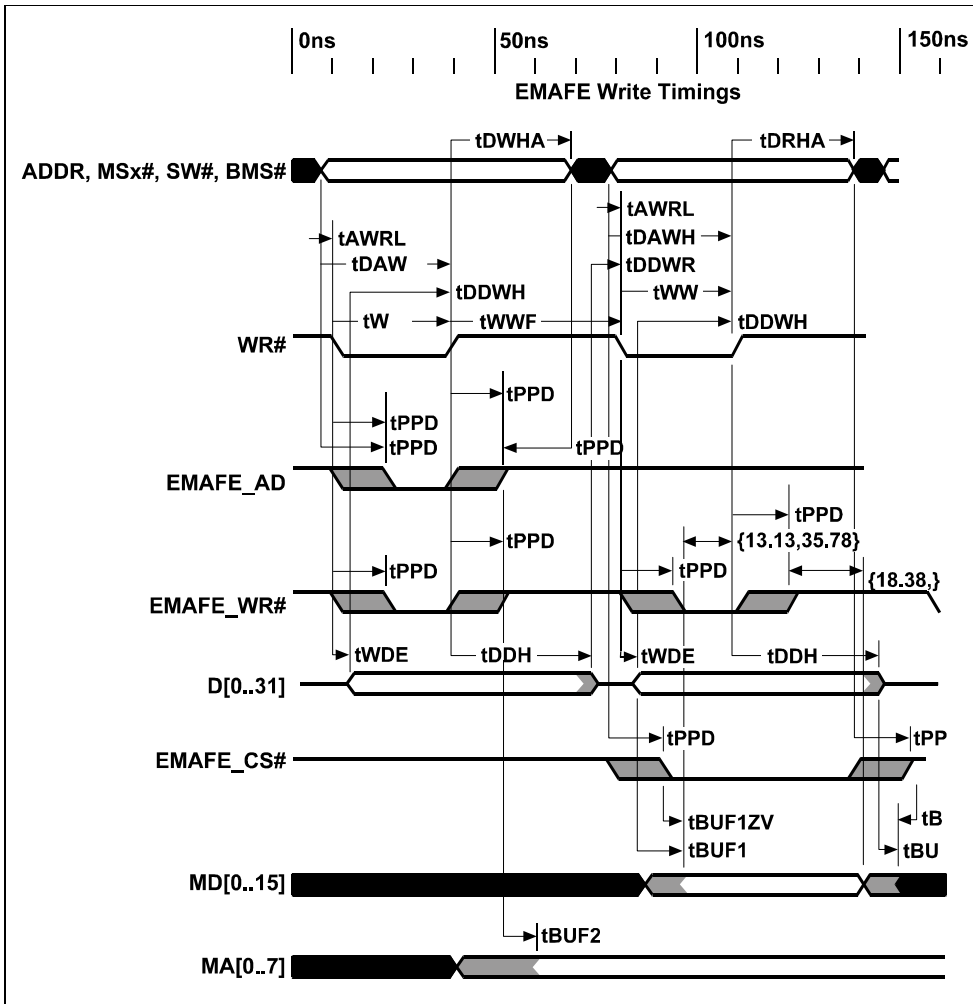 0ns 50ns 100ns 150ns
EMAFE Write Timings
tDWHA tDRHA
ADDR, MSx#, SW#, BMS#
tAWRL tAWRL
tDAW tDAWH
tDDWH tDDWR
tW tWWF tWW tDDWH
WR#
tPPD
tPPD
tPPD tPPD
EMAFE_AD
tPPD
tPPD {13.13,35.78}
tPPD tPPD {18.38,}
EMAFE_WR#
tWDE tDDH tWDE tDDH
D[0..31]
tPPD tPP
EMAFE_CS#
tBUF1ZV tB
tBUF1 tBU
MD[0..15]
tBUF2
MA[0..7]